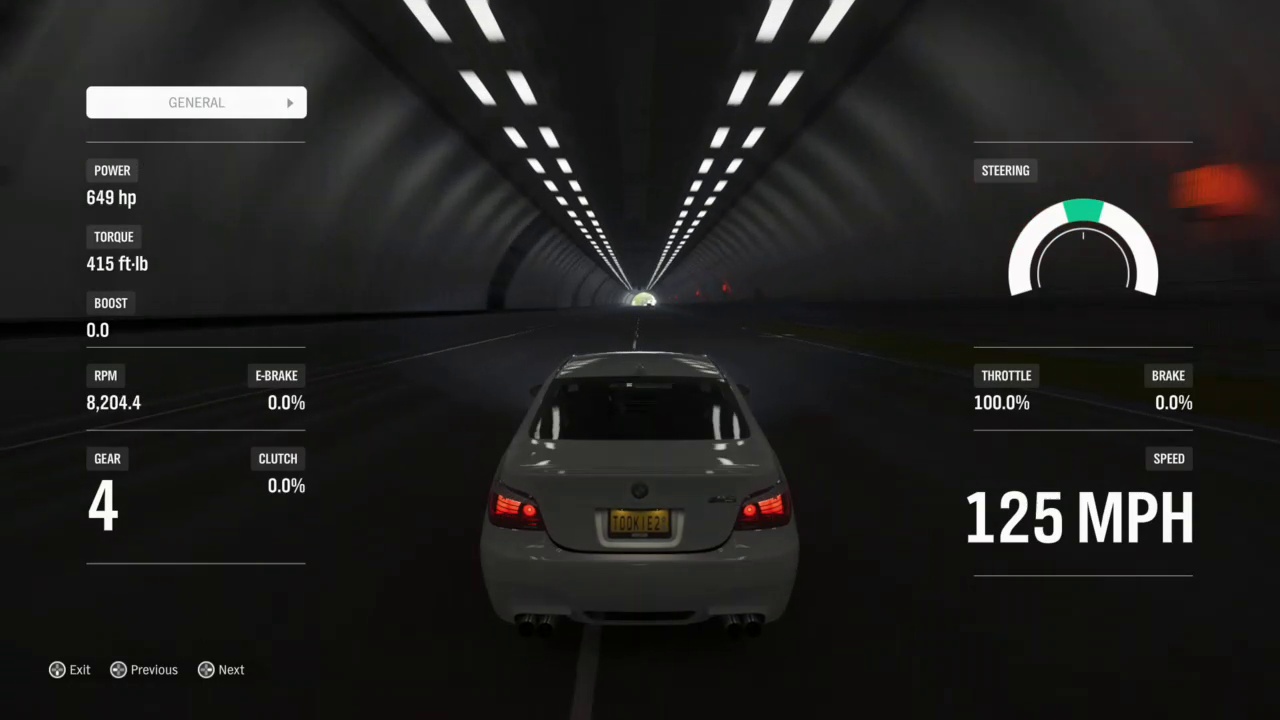 GENERAL
POWER
649 hp
TORQUE
415 ft·lb
BOOST
0.0
RPM
E-BRAKE
8,204.4
0.0%
GEAR
CLUTCH
4
0.0%
STEERING
THROTTLE
BRAKE
100.0%
0.0%
SPEED
125 MPH
TOOKIE2
Exit
Previous
Next